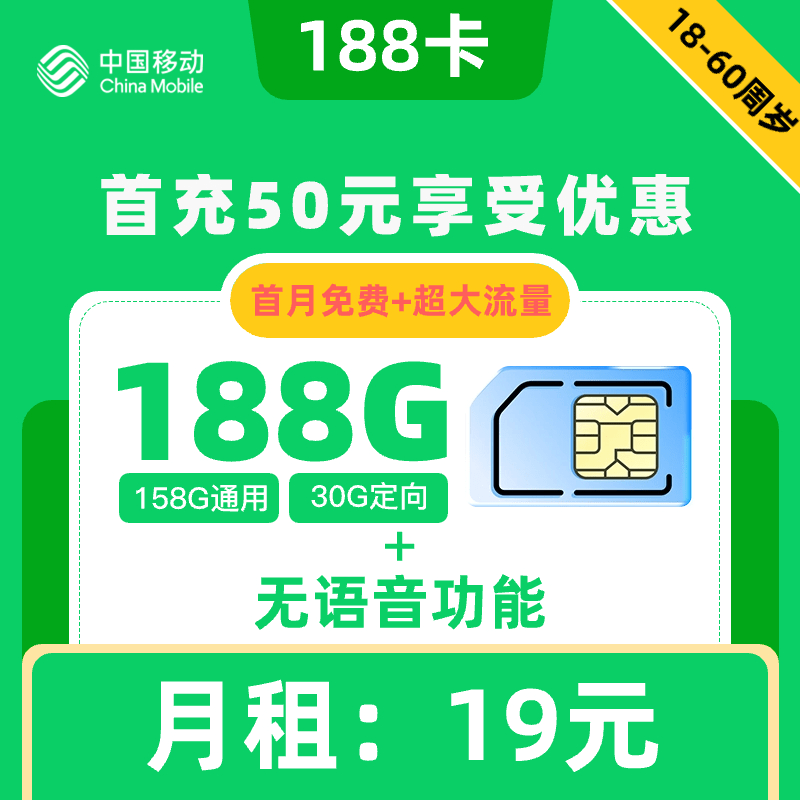 中国移动
China Mobile
188卡
18-60周岁
首充50元享受优惠
首月免费+超大流量
188G
158G通用
30G定向
+
无语音功能
月租：19元